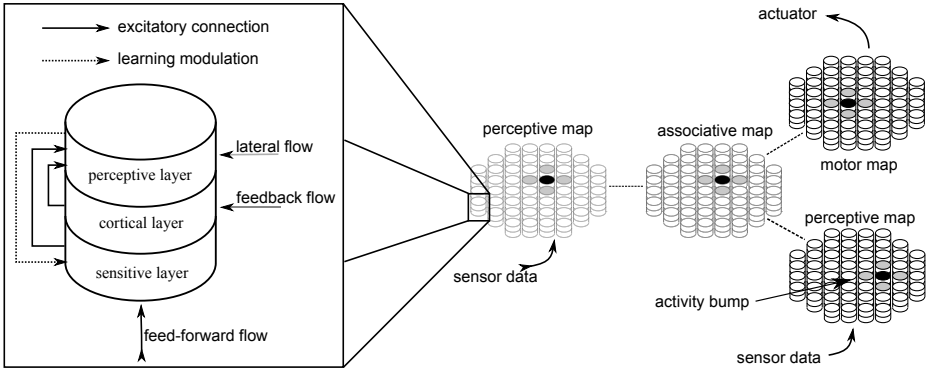 excitatory connection
learning modulation
lateral flow
perceptive layer
feedback flow
cortical layer
sensitive layer
feed-forward flow
perceptive map
sensor data
associative map
actuator
motor map
perceptive map
activity bump
sensor data